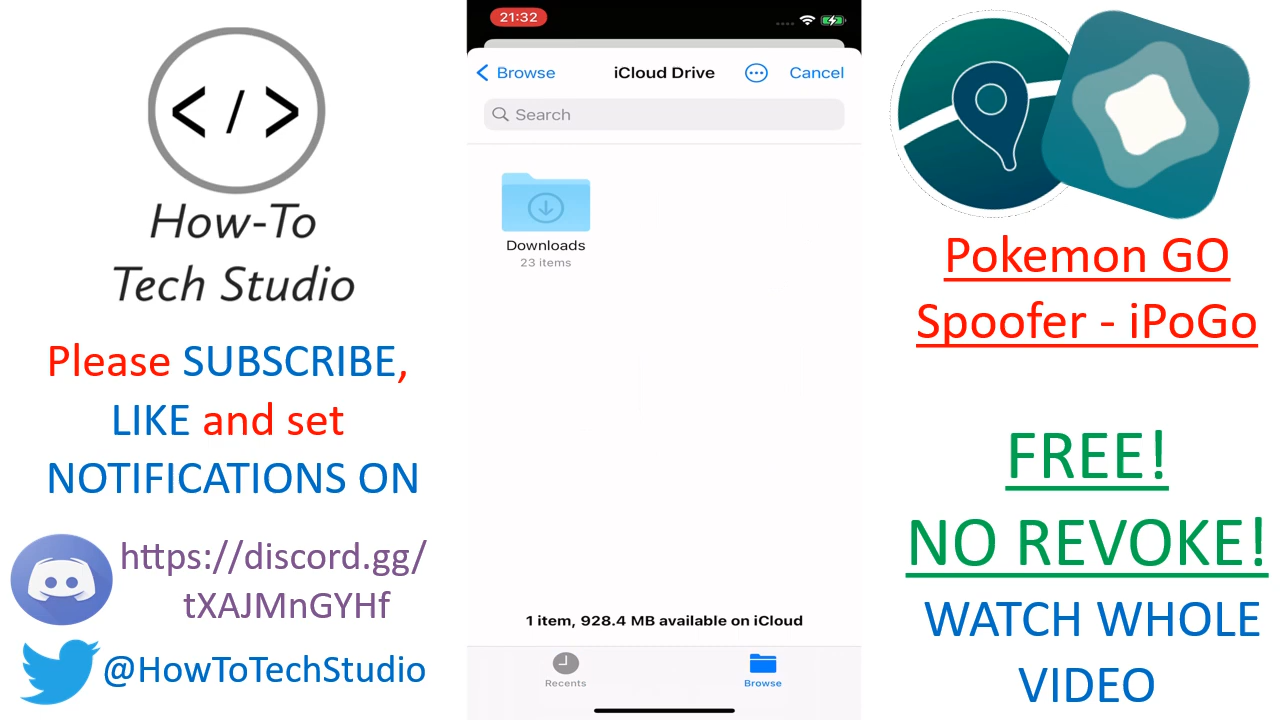 </>
How-To
Tech Studio
Please SUBSCRIBE,
LIKE and set
NOTIFICATIONS ON
https://discord.gg/
tXAJMnGYHf
@HowToTechStudio
21:32
Browse
iCloud Drive
Cancel
Search
Downloads
23 items
1 item, 928.4 MB available on iCloud
Recents
Browse
Pokemon GO
Spoofer - iPoGo
FREE!
NO REVOKE!
WATCH WHOLE
VIDEO